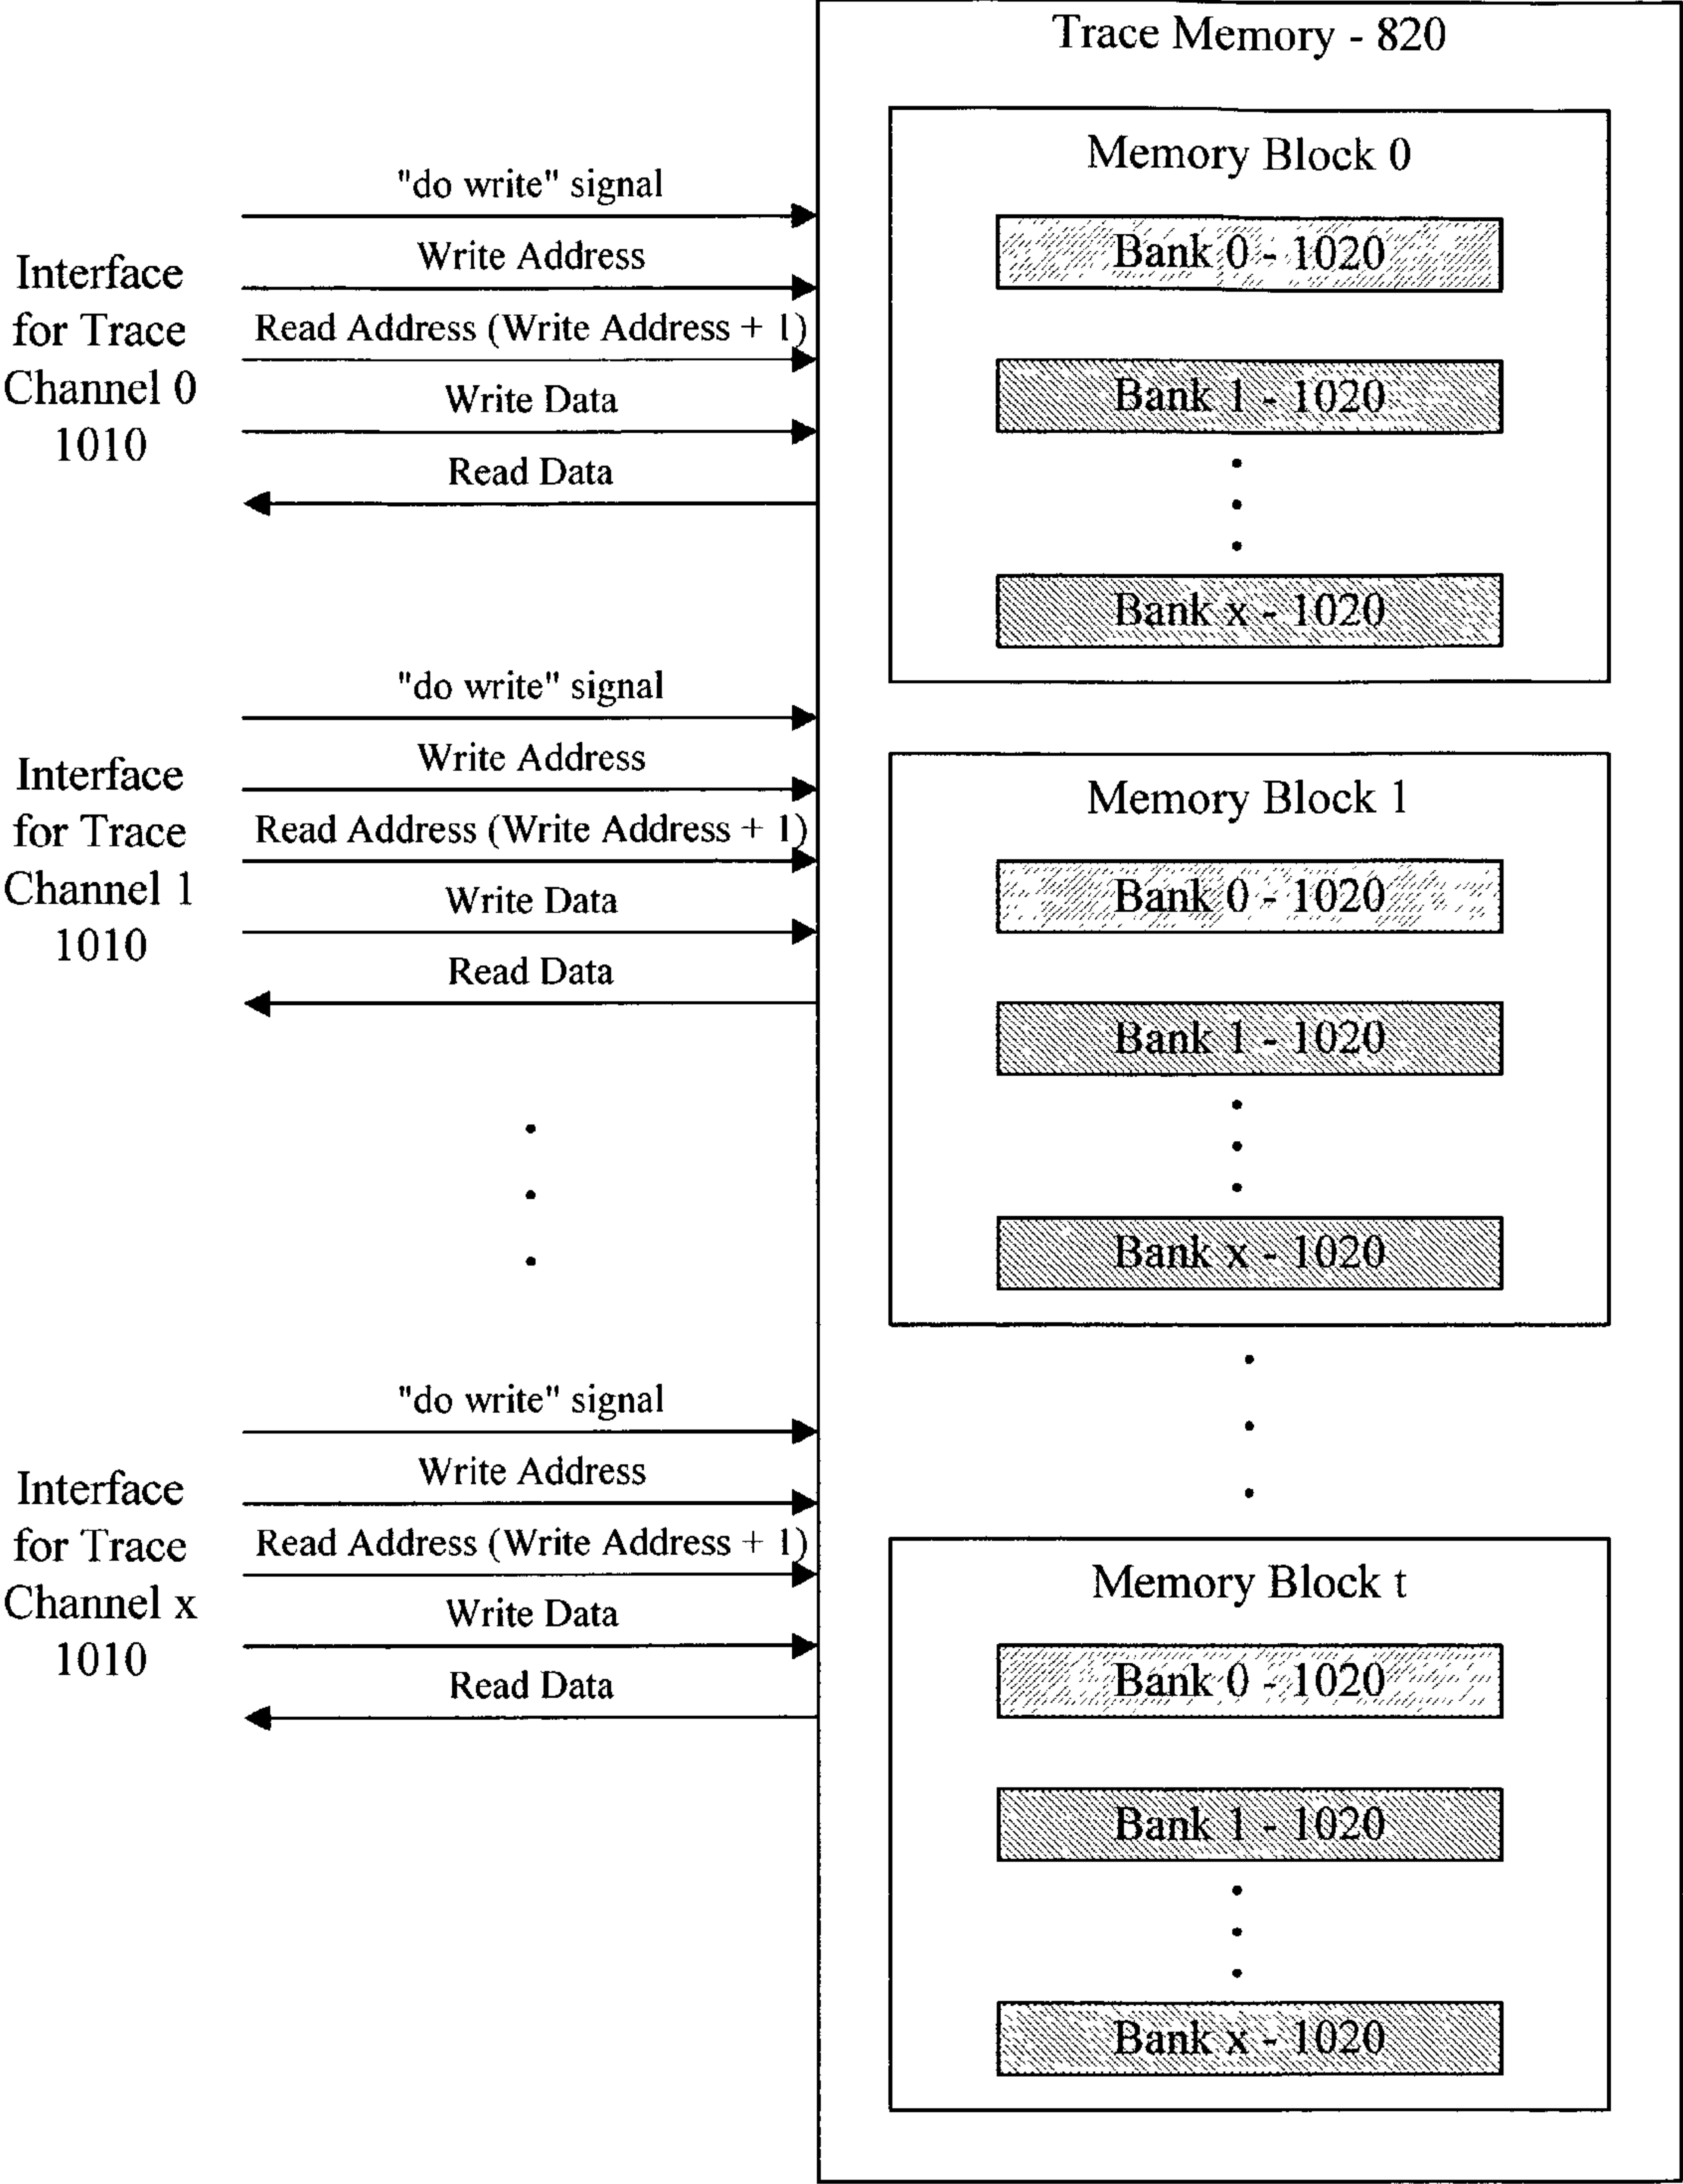 Trace Memory - 820
Memory Block 0
"do write" signal
Write Address
Read Address (Write Address + 1)
Write Data
Read Data
Interface
for Trace
Channel 0
1010
Bank 0 - 1020
Bank 1 - 1020
Bank x - 1020
"do write" signal
Write Address
Read Address (Write Address + 1)
Write Data
Read Data
Interface
for Trace
Channel 1
1010
Memory Block 1
Bank 0 - 1020
Bank 1 - 1020
Bank x - 1020
"do write" signal
Write Address
Read Address (Write Address + 1)
Write Data
Read Data
Interface
for Trace
Channel x
1010
Memory Block t
Bank 0 - 1020
Bank 1 - 1020
Bank x - 1020